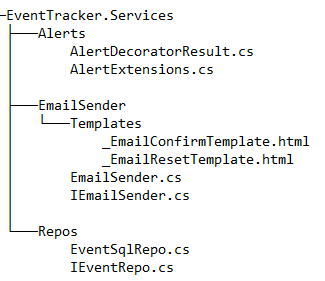 EventTracker.Services
Alerts
AlertDecoratorResult.cs
AlertExtensions.cs
EmailSender
Templates
_EmailConfirmTemplate.html
_EmailResetTemplate.html
EmailSender.cs
IEmailSender.cs
Repos
EventSqlRepo.cs
IEventRepo.cs